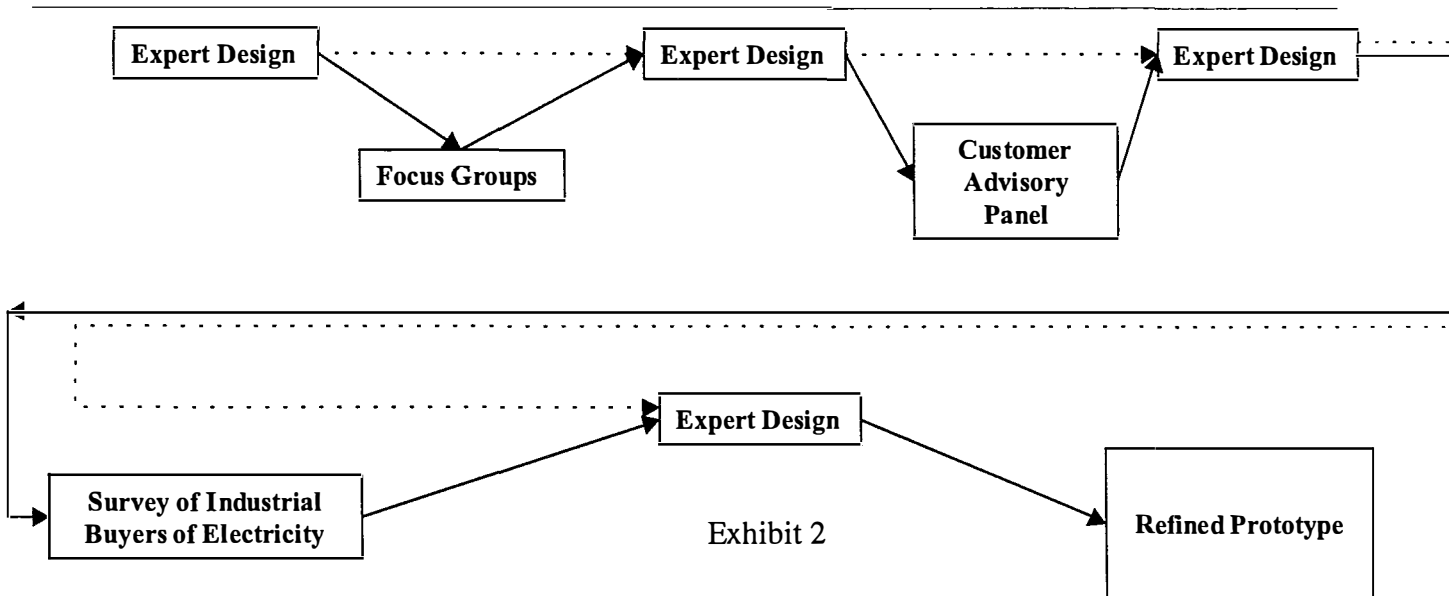 Expert Design
Expert Design
Expert Design
Focus Groups
Customer
Advisory
Panel
Expert Design
Survey of Industrial
Buyers of Electricity
Exhibit 2
Refined Prototype